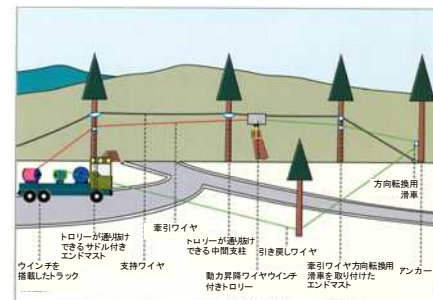 方向転換用
滑車
牽引ワイヤ
トロリーが通り抜け
できるサドル付き
エンドマスト
支持ワイヤ
トロリーが通り抜け
できる中間支柱
引き戻しワイヤ
ウインチを
搭載したトラック
動力昇降ワイヤウインチ
付きトロリー
牽引ワイヤ方向転換用
滑車を取り付けた
エンドマスト
アンカー